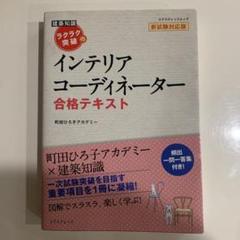 エクスナレッジムック
建築知識
新試験対応版
ラクラク突破の
インテリア
コーディネーター
合格テキスト
町田ひろ子アカデミー
頻出
一問一答集
付き!
町田ひろ子アカデミー
×建築知識
一次試験突破を目指す
重要項目を1冊に凝縮!
図解でスラスラ、楽しく学ぶ!
エクスナレッジ